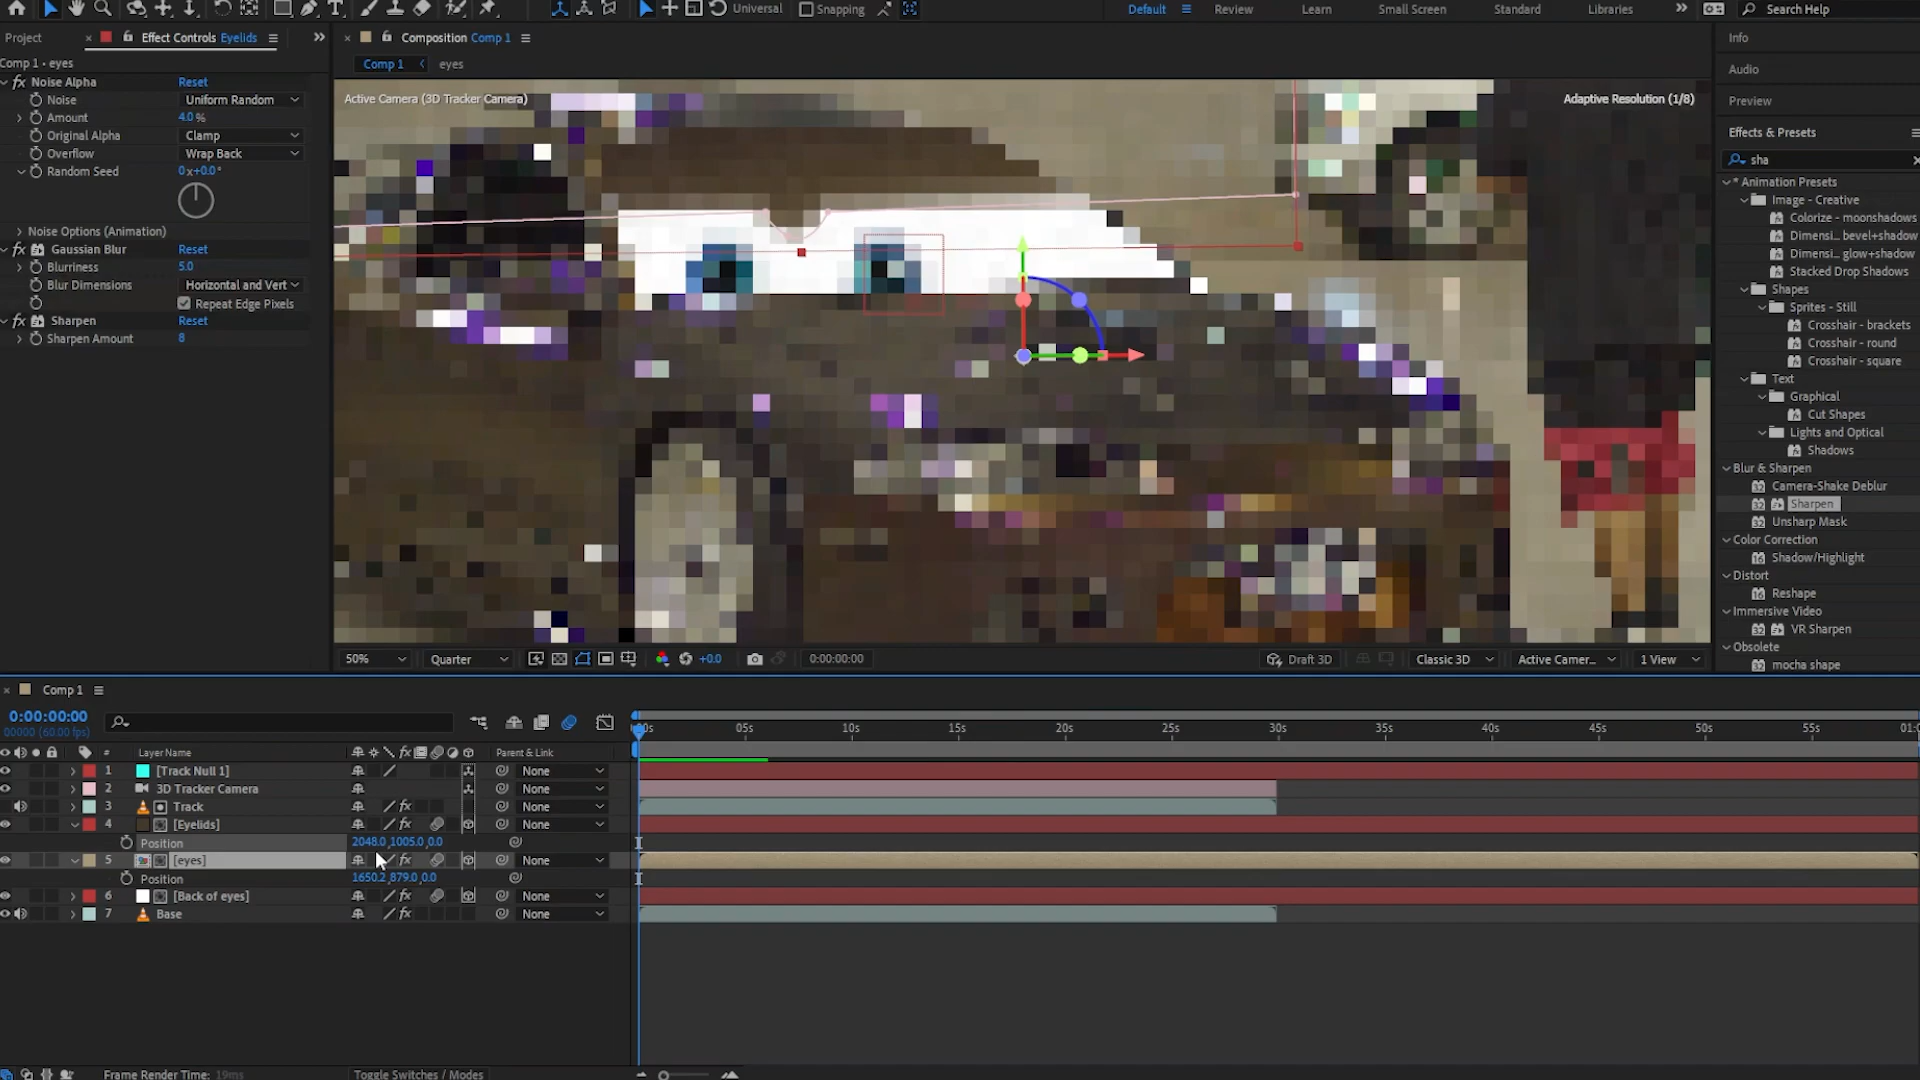 Universal
Snapping
Default
Review
Learn
Small Screen
Standard
Libraries
Search Help
Project
Effect Controls Eyelids
Composition Comp 1
Info
Comp 1 • eyes
Comp 1
eyes
Audio
Noise Alpha Reset
Noise Uniform Random
Amount 4.0 %
Original Alpha Clamp
Overflow Wrap Back
Random Seed 0x+0.0°
Noise Options (Animation)
Gaussian Blur Reset
Blurriness 5.0
Blur Dimensions Horizontal and Vert
Repeat Edge Pixels
Sharpen Reset
Sharpen Amount 8
Active Camera (3D Tracker Camera)
Adaptive Resolution (1/8)
Preview
Effects & Presets
sha
* Animation Presets
Image - Creative
Colorize - moonshadows
Dimensi... bevel+shadow
Dimensi... glow+shadow
Stacked Drop Shadows
Shapes
Sprites - Still
Crosshair - brackets
Crosshair - round
Crosshair - square
Text
Graphical
Cut Shapes
Lights and Optical
Shadows
Blur & Sharpen
Camera-Shake Deblur
Sharpen
Unsharp Mask
Color Correction
Shadow/Highlight
Distort
Reshape
Immersive Video
VR Sharpen
Obsolete
mocha shape
50%
Quarter
+0.0
0:00:00:00
Draft 3D
Classic 3D
Active Camer...
1 View
Comp 1
0:00:00:00
00000 (60.00 fps)
05s
10s
15s
20s
25s
30s
35s
40s
45s
50s
55s
# Layer Name
Parent & Link
1 [Track Null 1] None
2 3D Tracker Camera None
3 Track None
4 [Eyelids] None
Position 2048.0,1005.0,0.0
5 [eyes] None
Position 1650.2,879.0,0.0
6 [Back of eyes] None
7 Base None
Frame Render Time: 19ms
Toggle Switches / Modes